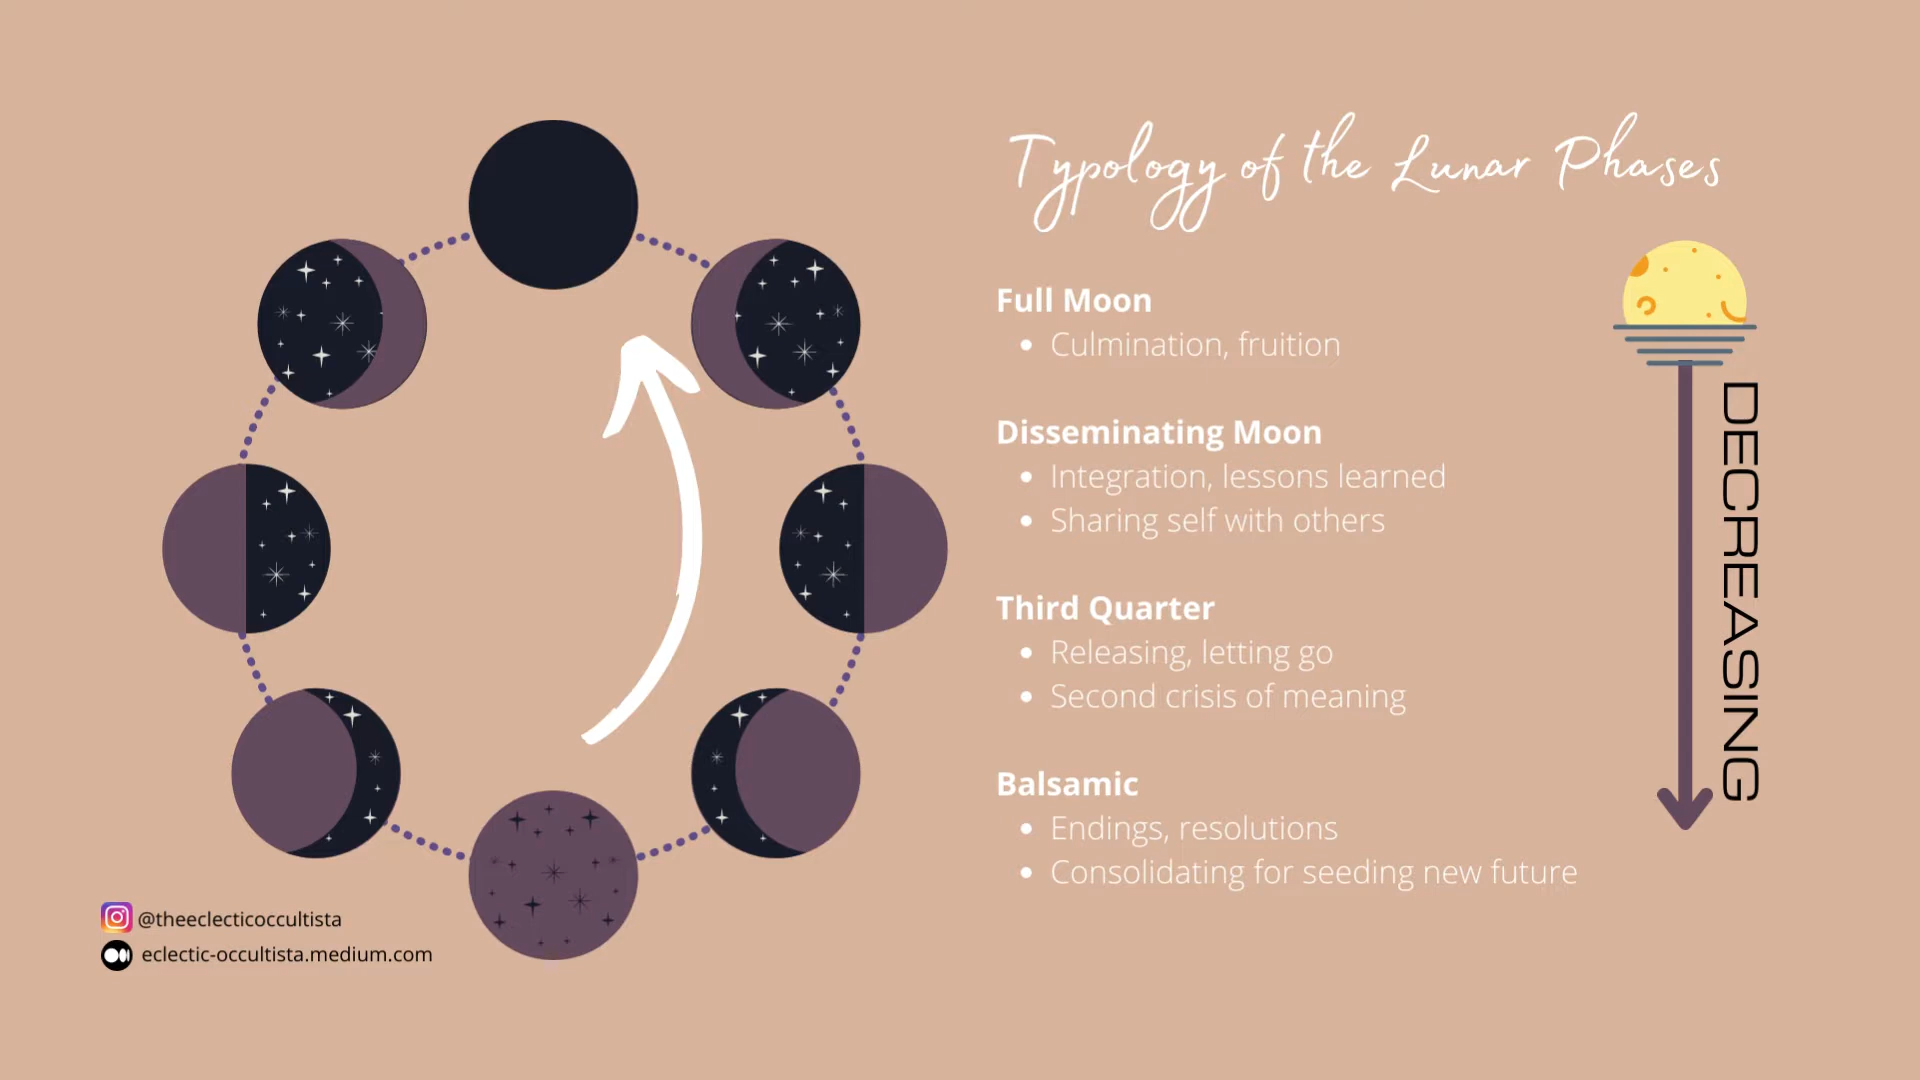 Typology of the Lunar Phases
Full Moon
• Culmination, fruition
Disseminating Moon
• Integration, lessons learned
• Sharing self with others
Third Quarter
• Releasing, letting go
• Second crisis of meaning
Balsamic
• Endings, resolutions
• Consolidating for seeding new future
DECREASING
@theeclecticoccultista
eclectic-occultista.medium.com